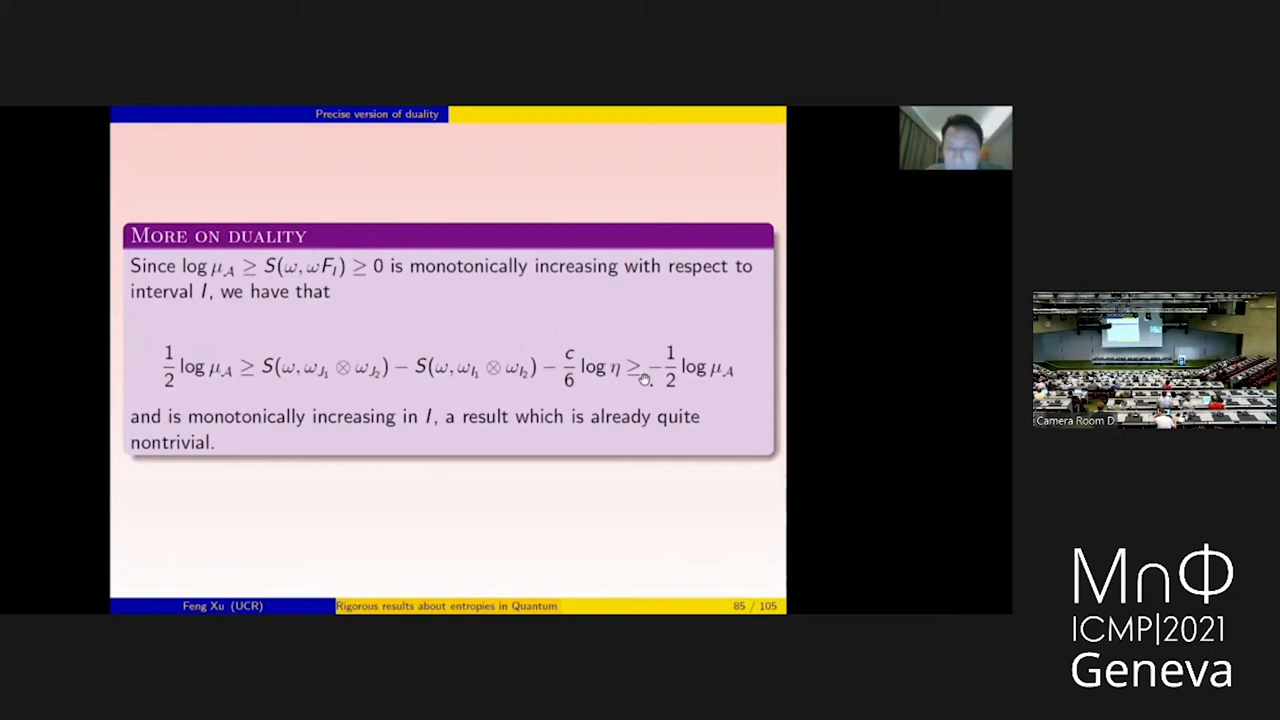 Precise version of duality
More on duality
Since log μ_𝒜 ≥ S(ω, ωF_I) ≥ 0 is monotonically increasing with respect to
interval I, we have that
1/2 log μ_𝒜 ≥ S(ω, ω_{J_1} ⊗ ω_{J_2}) − S(ω, ω_{I_1} ⊗ ω_{I_2}) − c/6 log η ≥ −1/2 log μ_𝒜
and is monotonically increasing in I, a result which is already quite
nontrivial.
Feng Xu (UCR)
Rigorous results about entropies in Quantum
85 / 105
Camera Room D
M∩Φ
ICMP|2021
Geneva